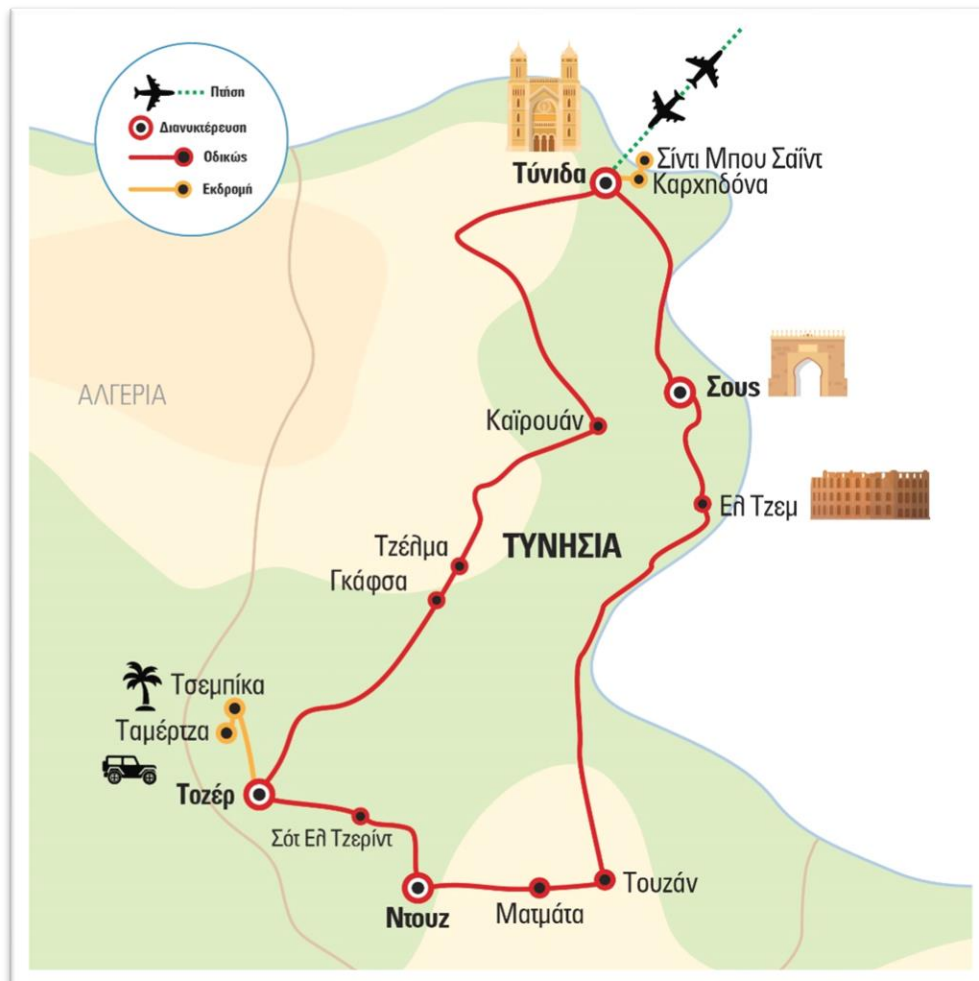 Πτήση
Διανυκτέρευση
Οδικώς
Εκδρομή
Τύνιδα
Σίντι Μπου Σαΐντ
Καρχηδόνα
ΑΛΓΕΡΙΑ
Σους
Καϊρουάν
Ελ Τζεμ
ΤΥΝΗΣΙΑ
Τζέλμα
Γκάφσα
Τσεμπίκα
Ταμέρτζα
Τοζέρ
Σότ Ελ Τζερίντ
Ντουζ
Ματμάτα
Τουζάν